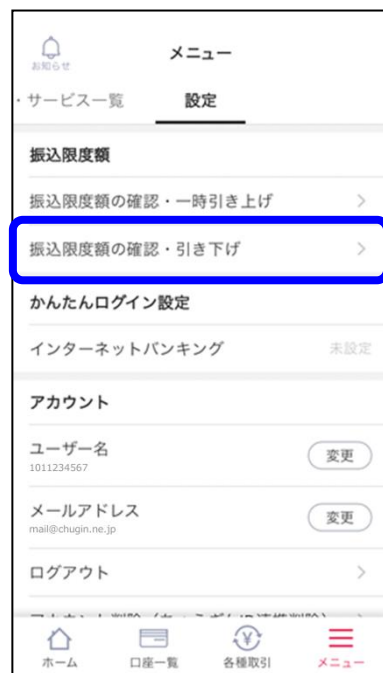 お知らせ
メニュー
・サービス一覧 設定
振込限度額
振込限度額の確認・一時引き上げ
振込限度額の確認・引き下げ
かんたんログイン設定
インターネットバンキング 未設定
アカウント
ユーザー名
1011234567
変更
メールアドレス
mail@chugin.ne.jp
変更
ログアウト
ホーム 口座一覧 各種取引 メニュー